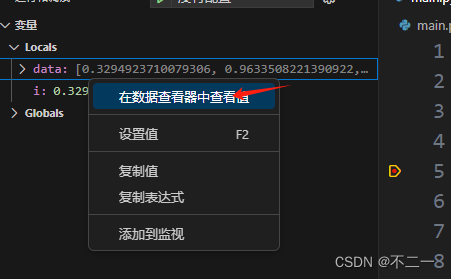 变量
main.p
Locals
1
data: [0.3294923710079306, 0.9633508221390922,...
2
i: 0.329
在数据查看器中查看值
Globals
3
设置值 F2
4
复制值
5
复制表达式
6
添加到监视
7
8
CSDN @不二一